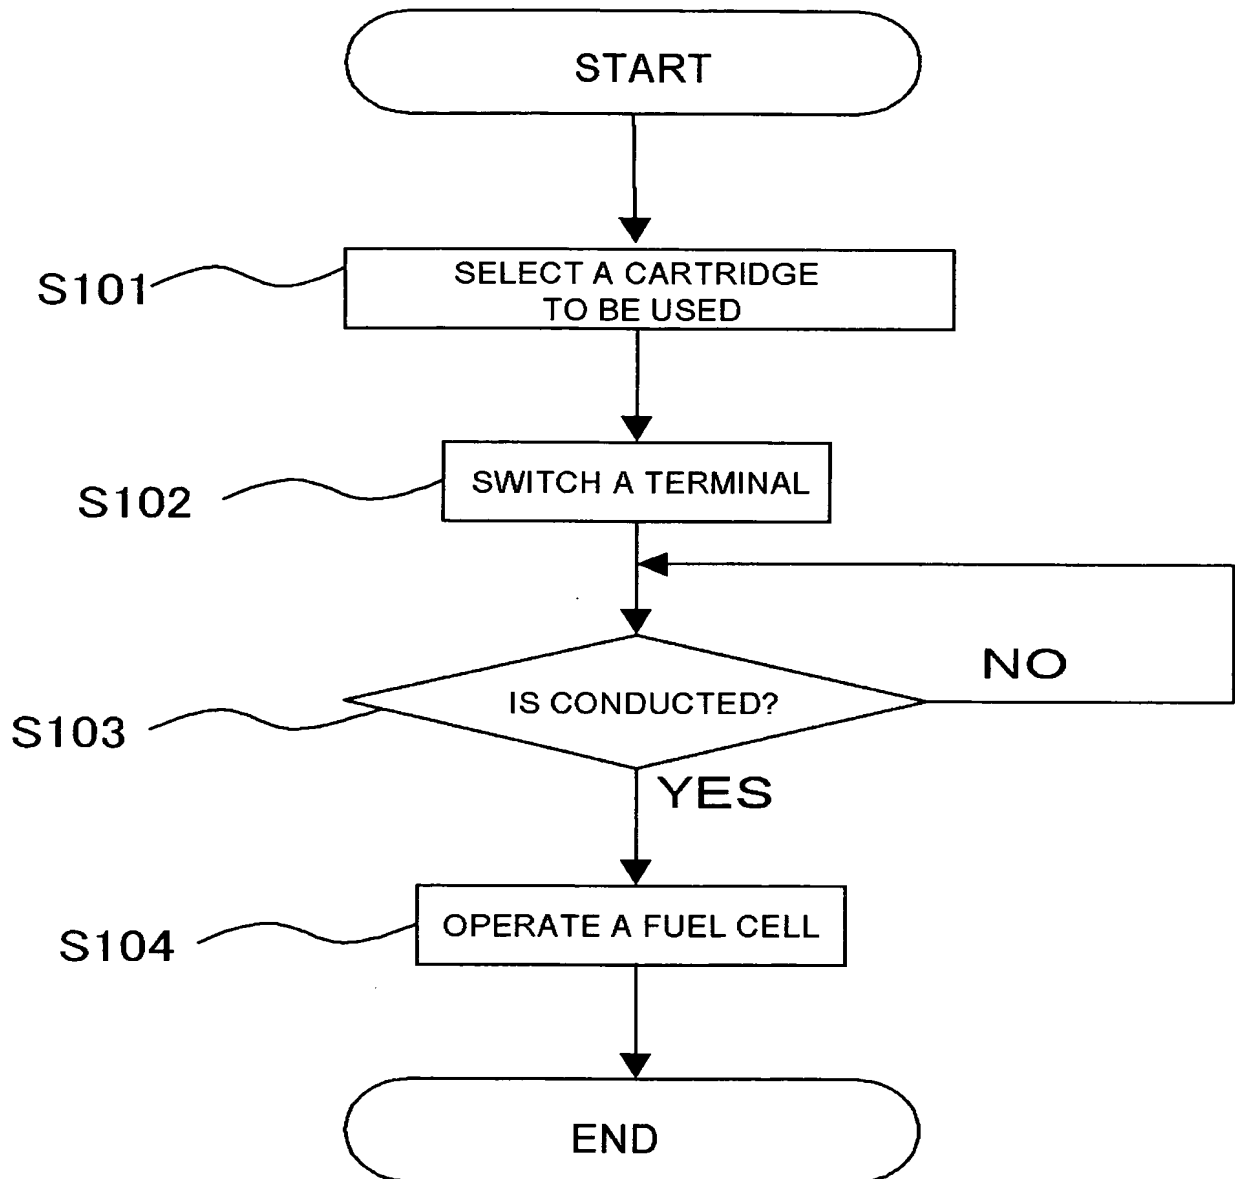 START
S101
SELECT A CARTRIDGE
TO BE USED
S102
SWITCH A TERMINAL
NO
S103
IS CONDUCTED?
YES
S104
OPERATE A FUEL CELL
END